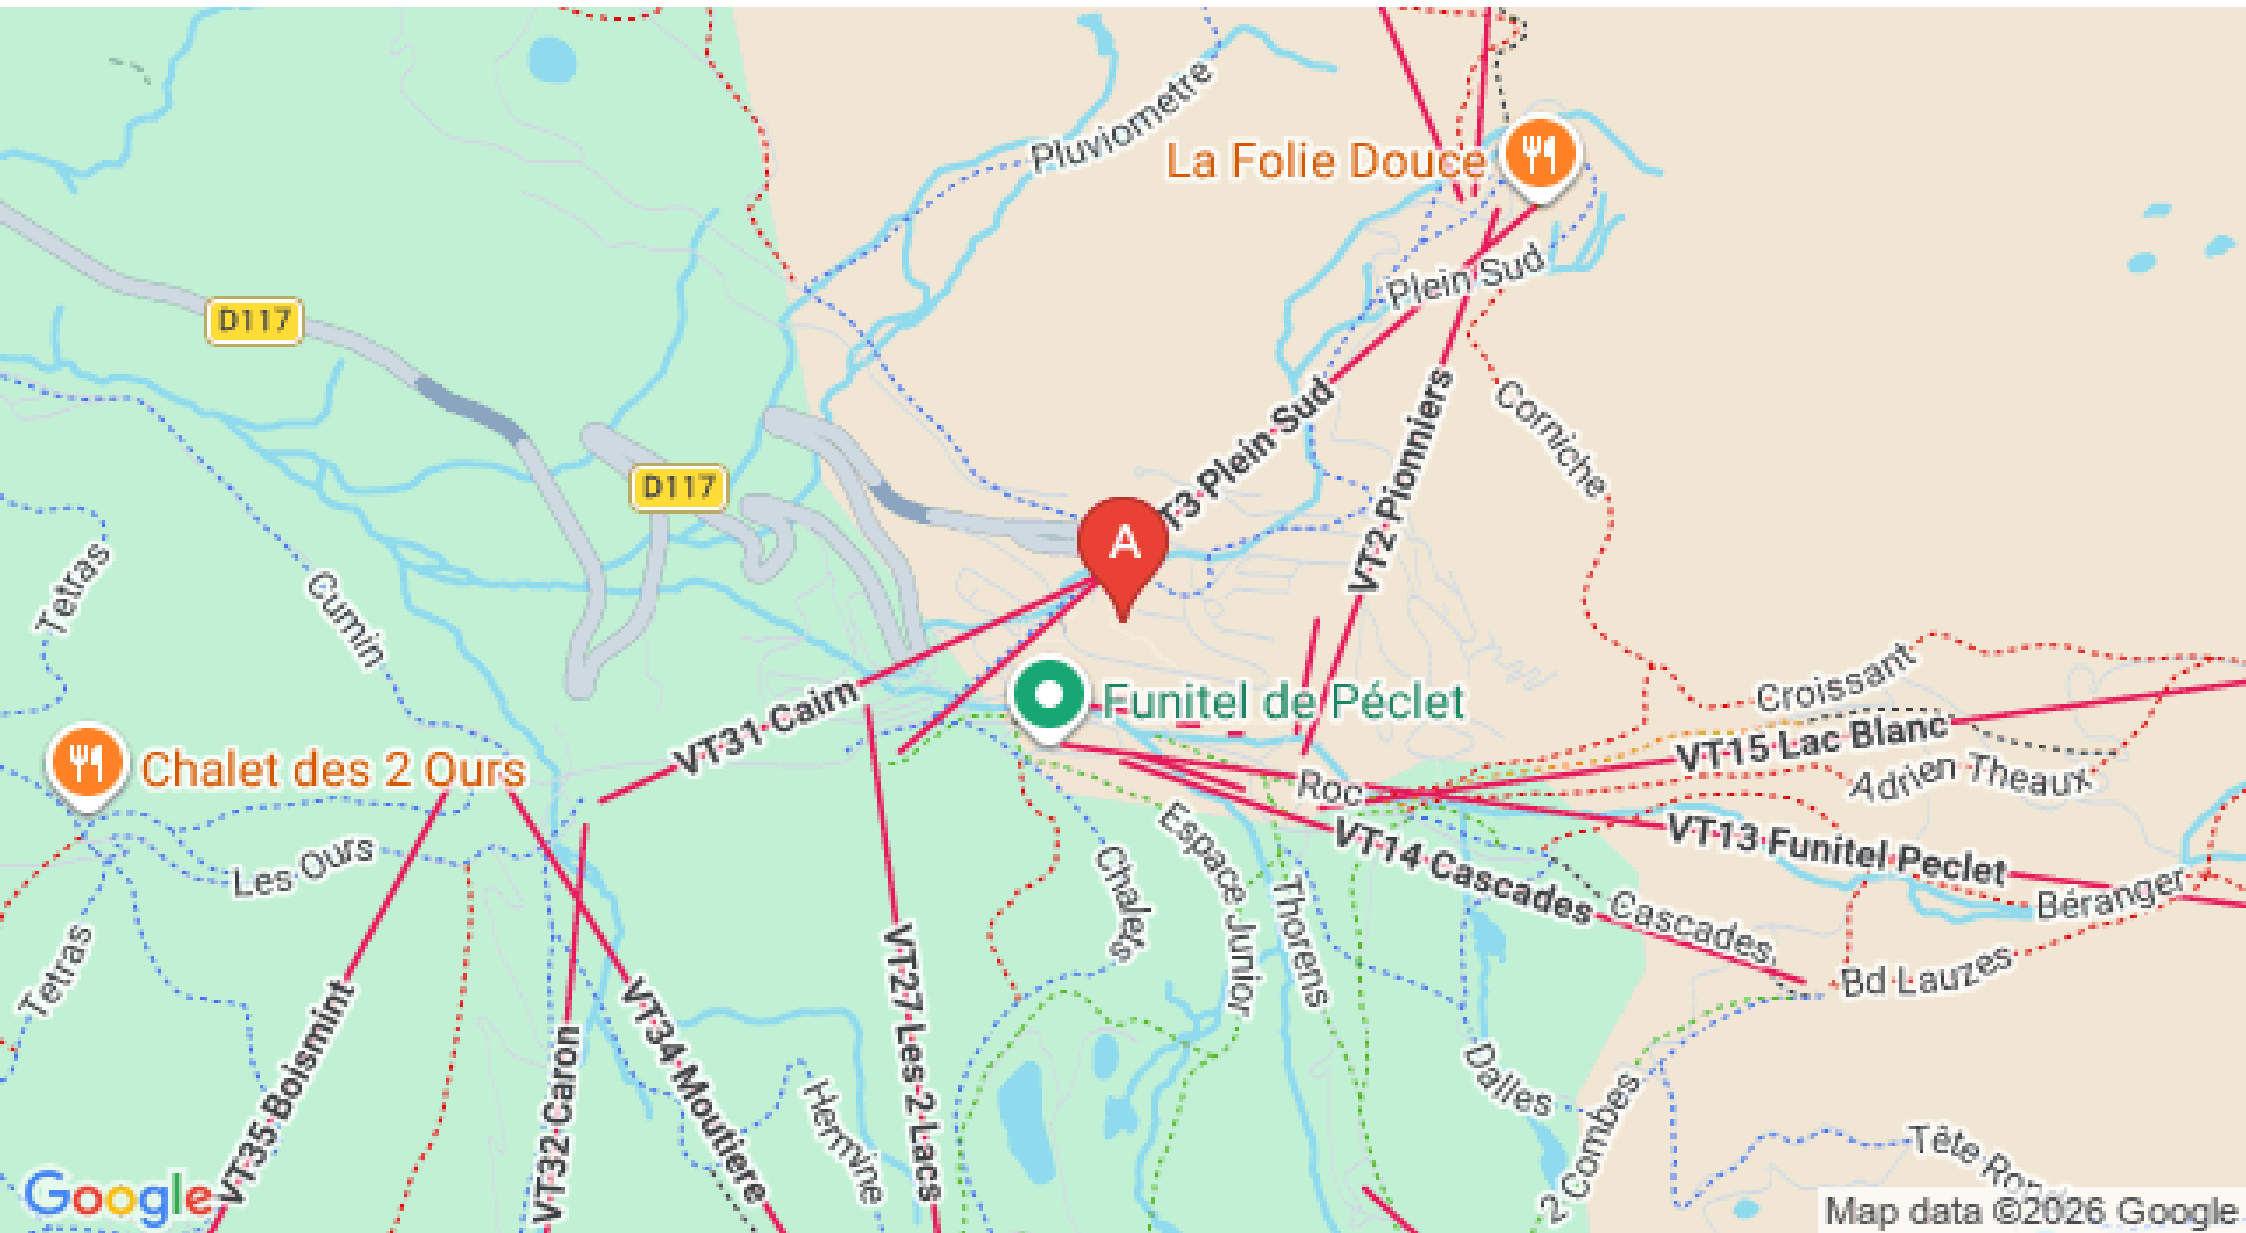 Pluviometre
La Folie Douce
Plein Sud
D117
D117
T3 Plein Sud
VT2 Pionniers
Corniche
A
Tetras
Cumin
Croissant
VT31 Cairn
Funitel de Péclet
VT15 Lac Blanc
Chalet des 2 Ours
Roc
Adrien Theaux
VT14 Cascades
VT13 Funitel Peclet
Les Ours
Chalets
Espace Junior
Thorens
Cascades
Béranger
Tetras
Bd Lauzes
VT35 Boismint
VT32 Caron
VT34 Moutiere
VT27 Les 2 Lacs
Hermine
Dalles
2 Combes
Tête Ron
Google
Map data ©2026 Google